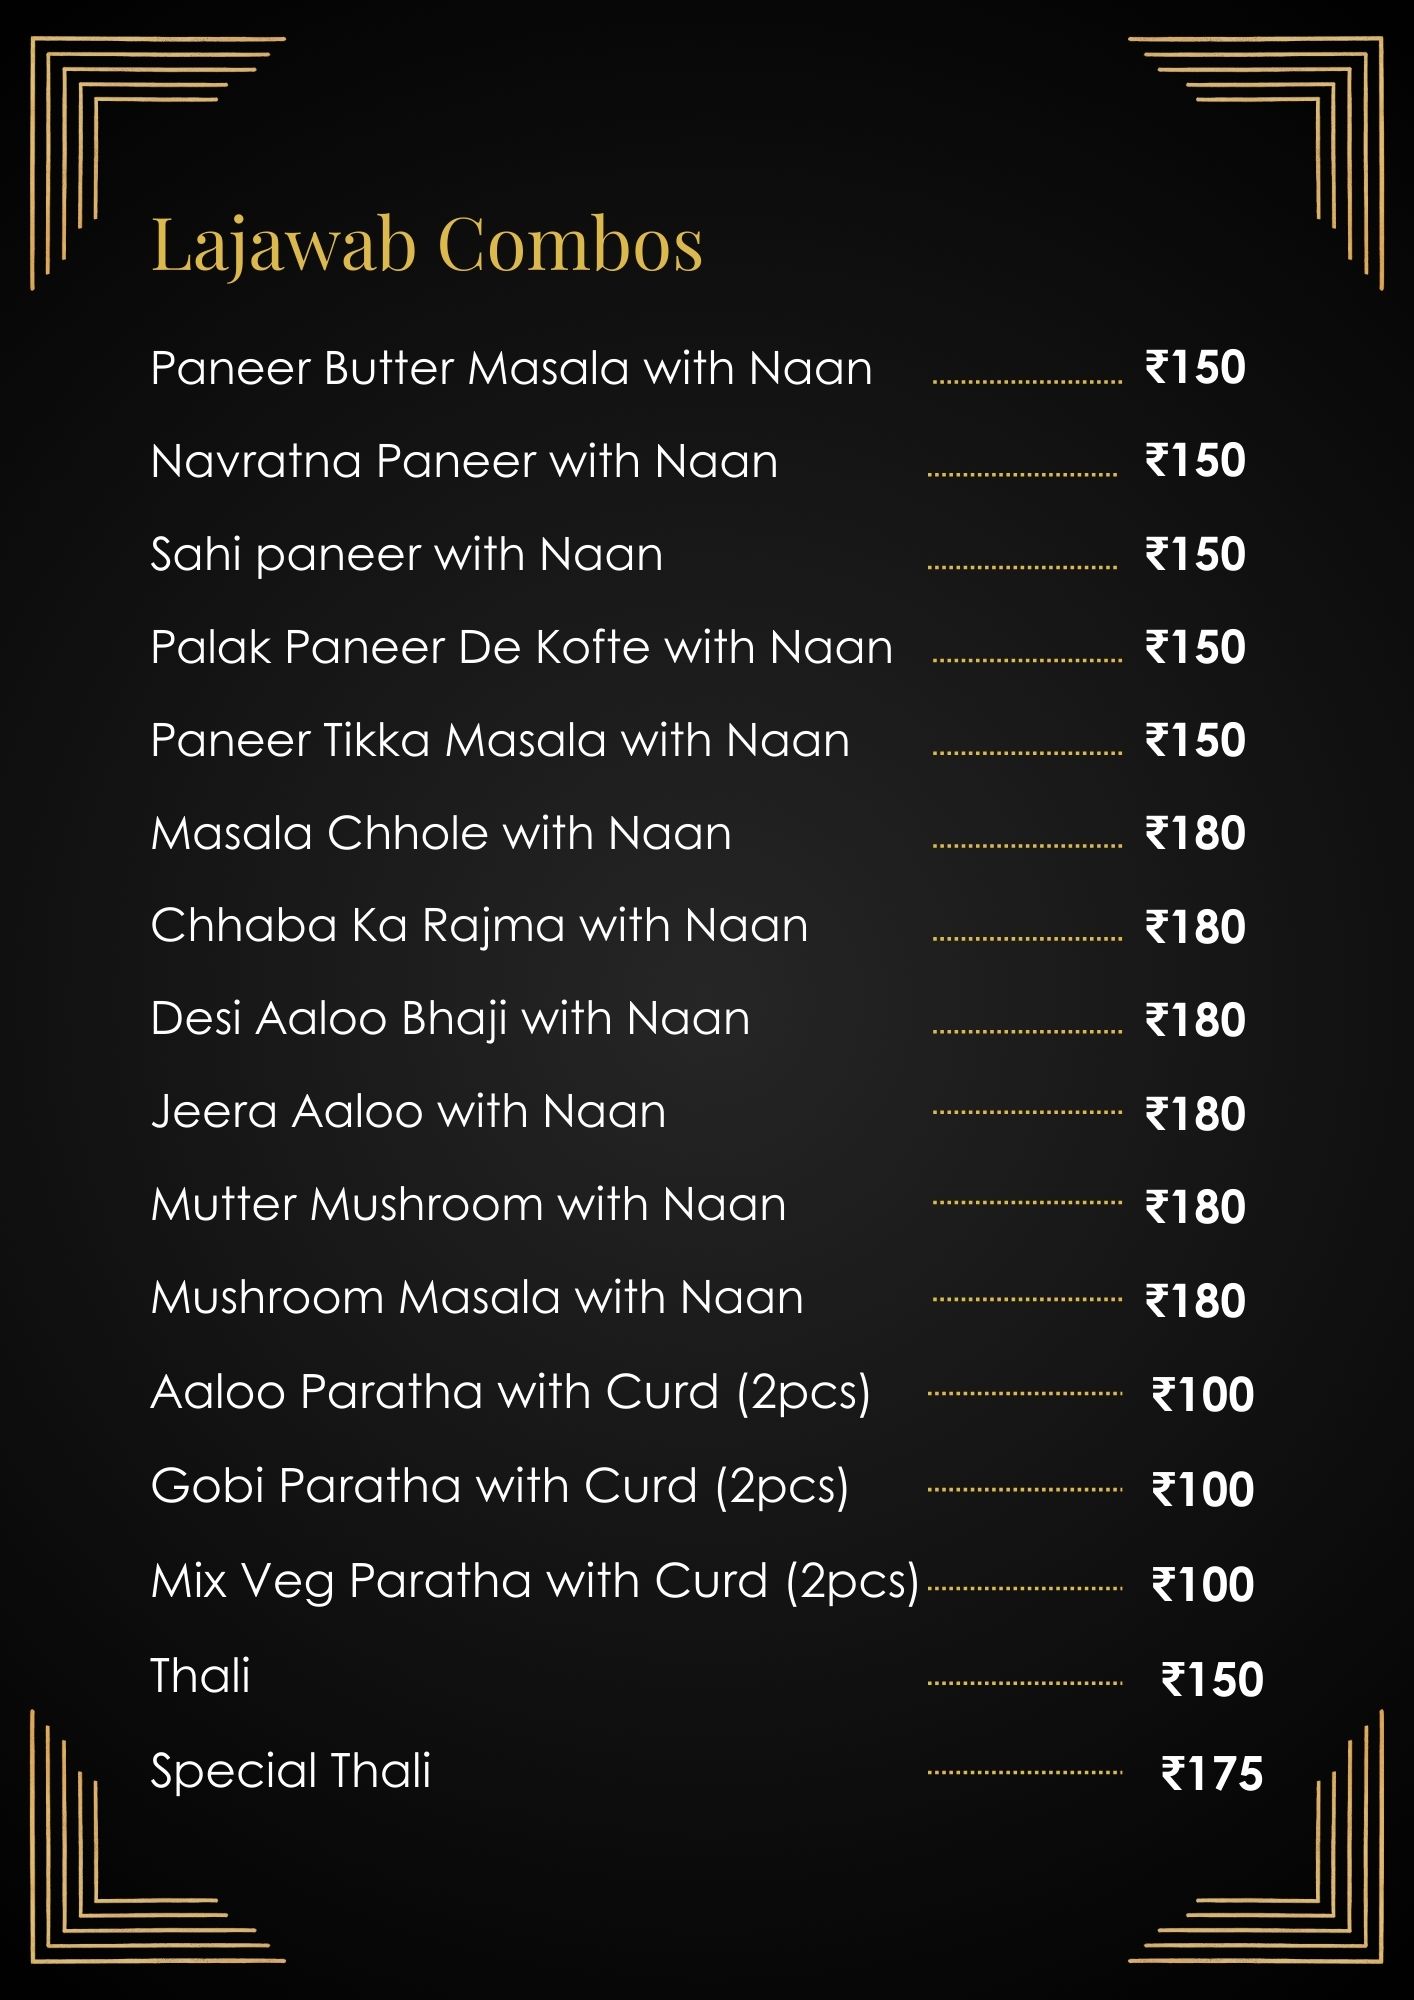 Lajawab Combos
Paneer Butter Masala with Naan ₹150
Navratna Paneer with Naan ₹150
Sahi paneer with Naan ₹150
Palak Paneer De Kofte with Naan ₹150
Paneer Tikka Masala with Naan ₹150
Masala Chhole with Naan ₹180
Chhaba Ka Rajma with Naan ₹180
Desi Aaloo Bhaji with Naan ₹180
Jeera Aaloo with Naan ₹180
Mutter Mushroom with Naan ₹180
Mushroom Masala with Naan ₹180
Aaloo Paratha with Curd (2pcs) ₹100
Gobi Paratha with Curd (2pcs) ₹100
Mix Veg Paratha with Curd (2pcs) ₹100
Thali ₹150
Special Thali ₹175